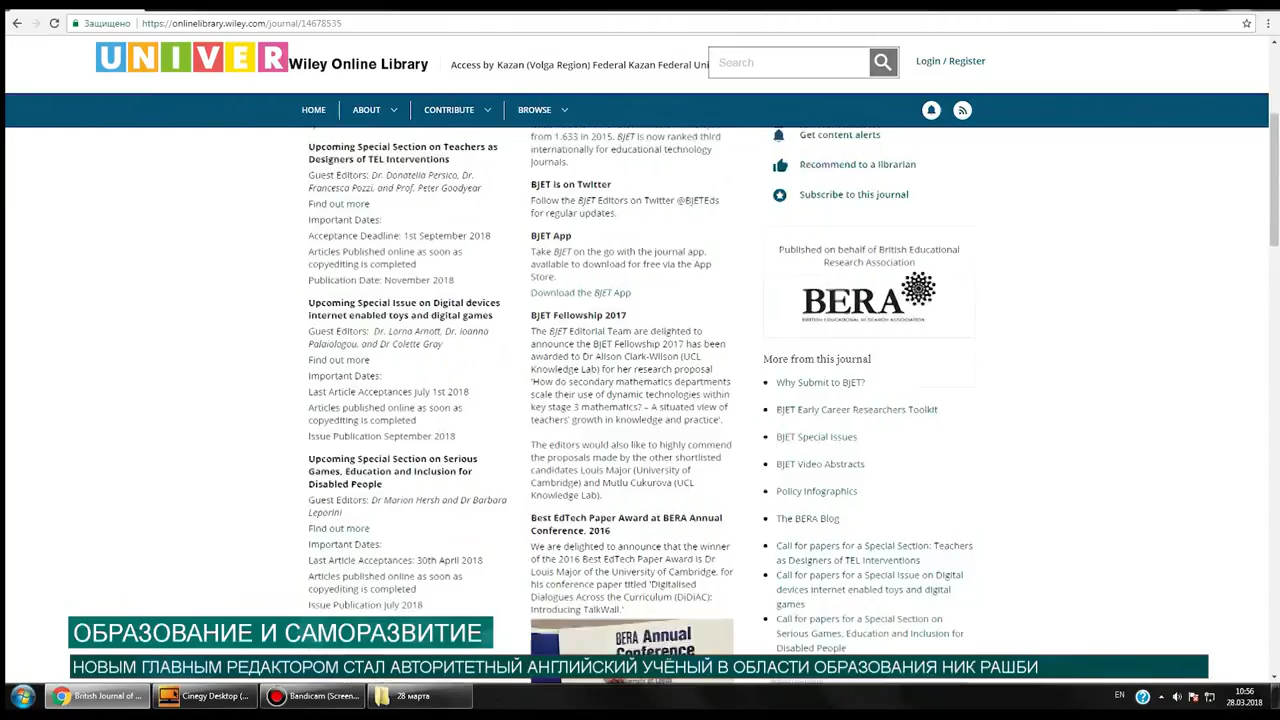 Защищено https://onlinelibrary.wiley.com/journal/14678535
UNIVER
Wiley Online Library
Access by Kazan (Volga Region) Federal Kazan Federal Uni
Search
Login / Register
HOME ABOUT CONTRIBUTE BROWSE
Upcoming Special Section on Teachers as
Designers of TEL Interventions
Guest Editors: Dr. Donatella Persico, Dr.
Francesca Pozzi, and Prof. Peter Goodyear
Find out more
Important Dates:
Acceptance Deadline: 1st September 2018
Articles Published online as soon as
copyediting is completed
Publication Date: November 2018
Upcoming Special Issue on Digital devices
internet enabled toys and digital games
Guest Editors: Dr. Lorna Arnott, Dr. Ioanna
Palaiologou, and Dr Colette Gray
Find out more
Important Dates:
Last Article Acceptances July 1st 2018
Articles published online as soon as
copyediting is completed
Issue Publication September 2018
Upcoming Special Section on Serious
Games, Education and Inclusion for
Disabled People
Guest Editors: Dr Marion Hersh and Dr Barbara
Leporini
Find out more
Important Dates:
Last Article Acceptances: 30th April 2018
Articles published online as soon as
copyediting is completed
Issue Publication July 2018
from 1.633 in 2015. BJET is now ranked third
internationally for educational technology
journals.
BJET is on Twitter
Follow the BJET Editors on Twitter @BJETEds
for regular updates.
BJET App
Take BJET on the go with the journal app,
available to download for free via the App
Store.
Download the BJET App
BJET Fellowship 2017
The BJET Editorial Team are delighted to
announce the BJET Fellowship 2017 has been
awarded to Dr Alison Clark-Wilson (UCL
Knowledge Lab) for her research proposal
'How do secondary mathematics departments
scale their use of dynamic technologies within
key stage 3 mathematics? – A situated view of
teachers' growth in knowledge and practice'.
The editors would also like to highly commend
the proposals made by the other shortlisted
candidates Louis Major (University of
Cambridge) and Mutlu Cukurova (UCL
Knowledge Lab).
Best EdTech Paper Award at BERA Annual
Conference, 2016
We are delighted to announce that the winner
of the 2016 Best EdTech Paper Award is Dr
Louis Major of the University of Cambridge, for
his conference paper titled 'Digitalised
Dialogues Across the Curriculum (DiDiAC):
Introducing TalkWall.'
BERA Annual
Conference
Get content alerts
Recommend to a librarian
Subscribe to this journal
Published on behalf of British Educational
Research Association
BERA
BRITISH EDUCATIONAL RESEARCH ASSOCIATION
More from this journal
Why Submit to BJET?
BJET Early Career Researchers Toolkit
BJET Special Issues
BJET Video Abstracts
Policy Infographics
The BERA Blog
Call for papers for a Special Section: Teachers
as Designers of TEL Interventions
Call for papers for a Special Issue on Digital
devices internet enabled toys and digital
games
Call for papers for a Special Section on
Serious Games, Education and Inclusion for
Disabled People
ОБРАЗОВАНИЕ И САМОРАЗВИТИЕ
НОВЫМ ГЛАВНЫМ РЕДАКТОРОМ СТАЛ АВТОРИТЕТНЫЙ АНГЛИЙСКИЙ УЧЁНЫЙ В ОБЛАСТИ ОБРАЗОВАНИЯ НИК РАШБИ
British Journal of ... Cinegy Desktop (... Bandicam (Screen... 28 марта EN 10:56
28.03.2018